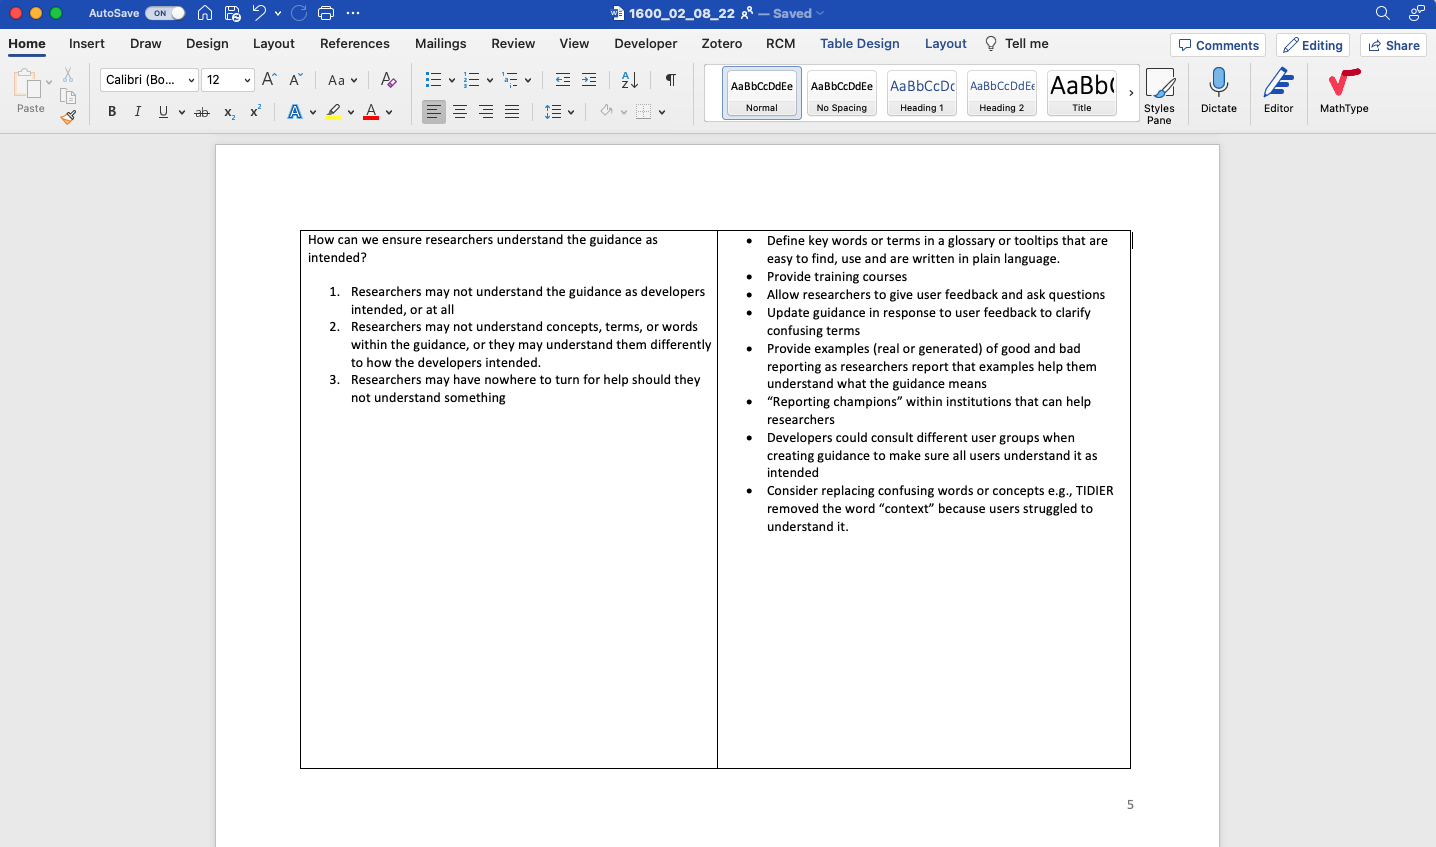 AutoSave ON 1600_02_08_22 — Saved
Home Insert Draw Design Layout References Mailings Review View Developer Zotero RCM Table Design Layout Tell me Comments Editing Share
Paste Calibri (Bo... 12 Aa
AaBbCcDdEe AaBbCcDdEe AaBbCcDc AaBbCcDdEe AaBb(
Normal No Spacing Heading 1 Heading 2 Title Styles Pane Dictate Editor MathType
How can we ensure researchers understand the guidance as
intended?
1. Researchers may not understand the guidance as developers
intended, or at all
2. Researchers may not understand concepts, terms, or words
within the guidance, or they may understand them differently
to how the developers intended.
3. Researchers may have nowhere to turn for help should they
not understand something
• Define key words or terms in a glossary or tooltips that are
easy to find, use and are written in plain language.
• Provide training courses
• Allow researchers to give user feedback and ask questions
• Update guidance in response to user feedback to clarify
confusing terms
• Provide examples (real or generated) of good and bad
reporting as researchers report that examples help them
understand what the guidance means
• “Reporting champions” within institutions that can help
researchers
• Developers could consult different user groups when
creating guidance to make sure all users understand it as
intended
• Consider replacing confusing words or concepts e.g., TIDIER
removed the word “context” because users struggled to
understand it.
5